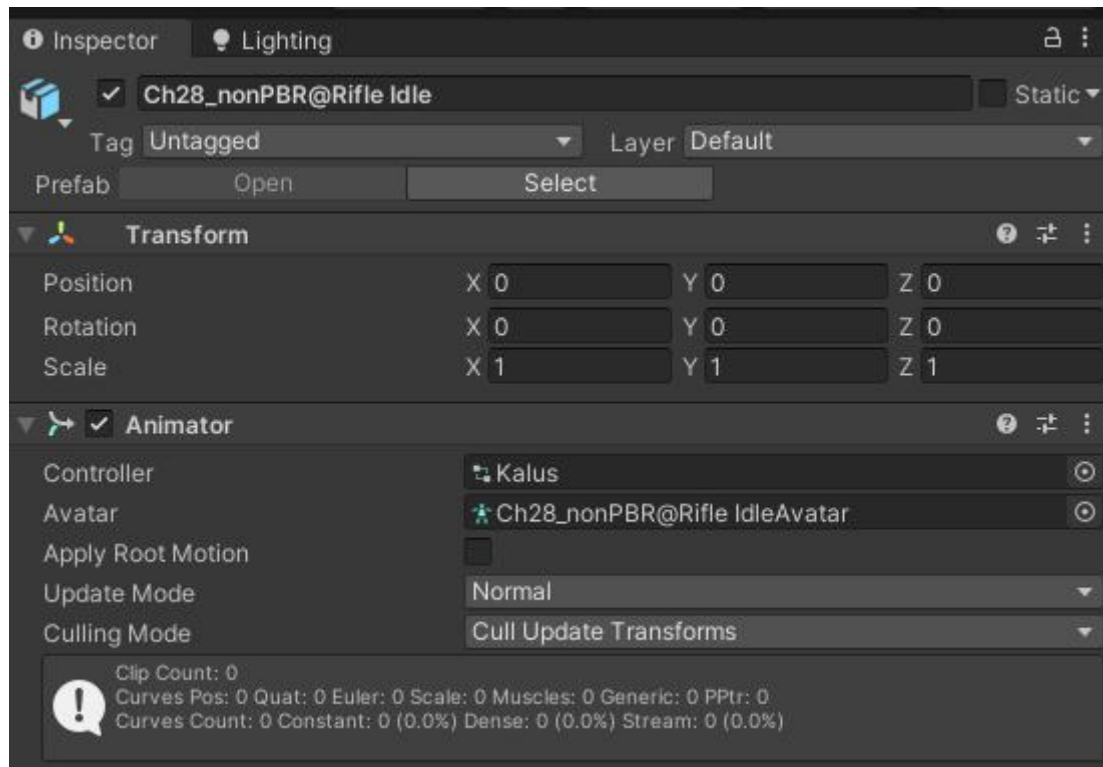 Inspector Lighting
Ch28_nonPBR@Rifle Idle Static
Tag Untagged Layer Default
Prefab Open Select
Transform
Position X 0 Y 0 Z 0
Rotation X 0 Y 0 Z 0
Scale X 1 Y 1 Z 1
Animator
Controller Kalus
Avatar Ch28_nonPBR@Rifle IdleAvatar
Apply Root Motion
Update Mode Normal
Culling Mode Cull Update Transforms
Clip Count: 0
Curves Pos: 0 Quat: 0 Euler: 0 Scale: 0 Muscles: 0 Generic: 0 PPtr: 0
Curves Count: 0 Constant: 0 (0.0%) Dense: 0 (0.0%) Stream: 0 (0.0%)